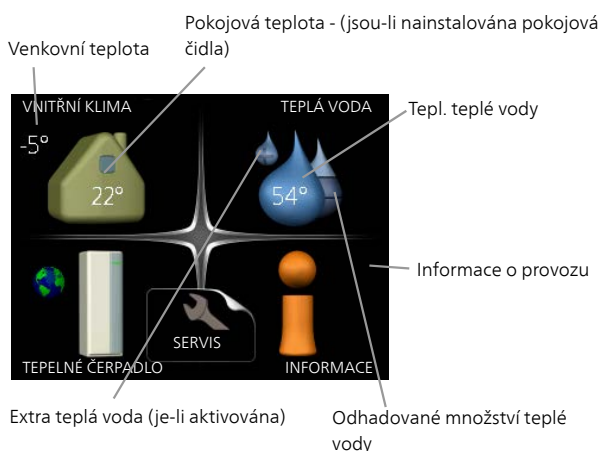 Pokojová teplota - (jsou-li nainstalována pokojová
čidla)
Venkovní teplota
VNITŘNÍ KLIMA
TEPLÁ VODA
Tepl. teplé vody
-5°
22°
54°
Informace o provozu
SERVIS
TEPELNÉ ČERPADLO
INFORMACE
Extra teplá voda (je-li aktivována)
Odhadované množství teplé
vody